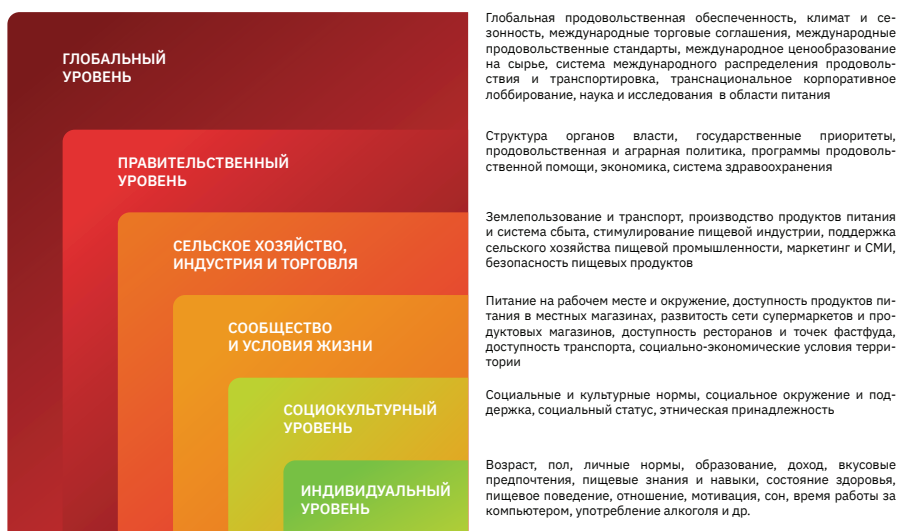 ГЛОБАЛЬНЫЙ
УРОВЕНЬ
Глобальная продовольственная обеспеченность, климат и се-
зонность, международные торговые соглашения, международные
продовольственные стандарты, международное ценообразование
на сырье, система международного распределения продоволь-
ствия и транспортировка, транснациональное корпоративное
лоббирование, наука и исследования в области питания
ПРАВИТЕЛЬСТВЕННЫЙ
УРОВЕНЬ
Структура органов власти, государственные приоритеты,
продовольственная и аграрная политика, программы продоволь-
ственной помощи, экономика, система здравоохранения
СЕЛЬСКОЕ ХОЗЯЙСТВО,
ИНДУСТРИЯ И ТОРГОВЛЯ
Землепользование и транспорт, производство продуктов питания
и система сбыта, стимулирование пищевой индустрии, поддержка
сельского хозяйства пищевой промышленности, маркетинг и СМИ,
безопасность пищевых продуктов
СООБЩЕСТВО
И УСЛОВИЯ ЖИЗНИ
Питание на рабочем месте и окружение, доступность продуктов пи-
тания в местных магазинах, развитость сети супермаркетов и про-
дуктовых магазинов, доступность ресторанов и точек фастфуда,
доступность транспорта, социально-экономические условия терри-
тории
СОЦИОКУЛЬТУРНЫЙ
УРОВЕНЬ
Социальные и культурные нормы, социальное окружение и под-
держка, социальный статус, этническая принадлежность
ИНДИВИДУАЛЬНЫЙ
УРОВЕНЬ
Возраст, пол, личные нормы, образование, доход, вкусовые
предпочтения, пищевые знания и навыки, состояние здоровья,
пищевое поведение, отношение, мотивация, сон, время работы за
компьютером, употребление алкоголя и др.